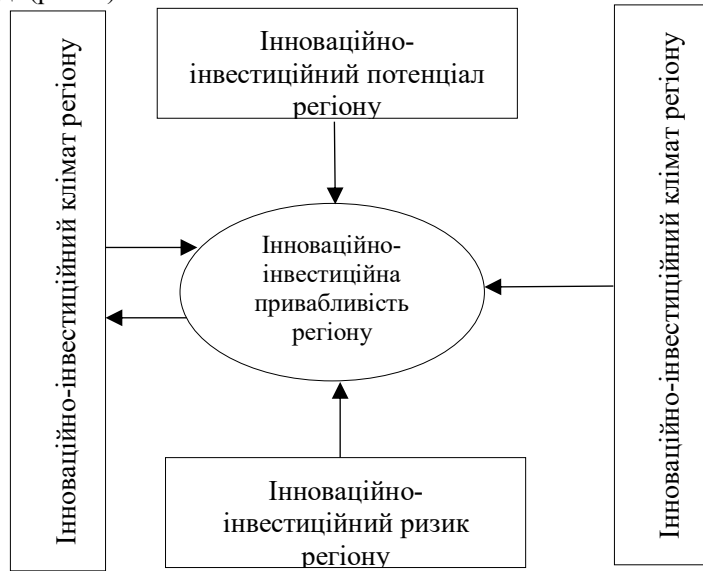 Інноваційно-інвестиційний клімат регіону
Інноваційно-
інвестиційний потенціал
регіону
Інноваційно-
інвестиційна
привабливість
регіону
Інноваційно-
інвестиційний ризик
регіону
Інноваційно-інвестиційний клімат регіону